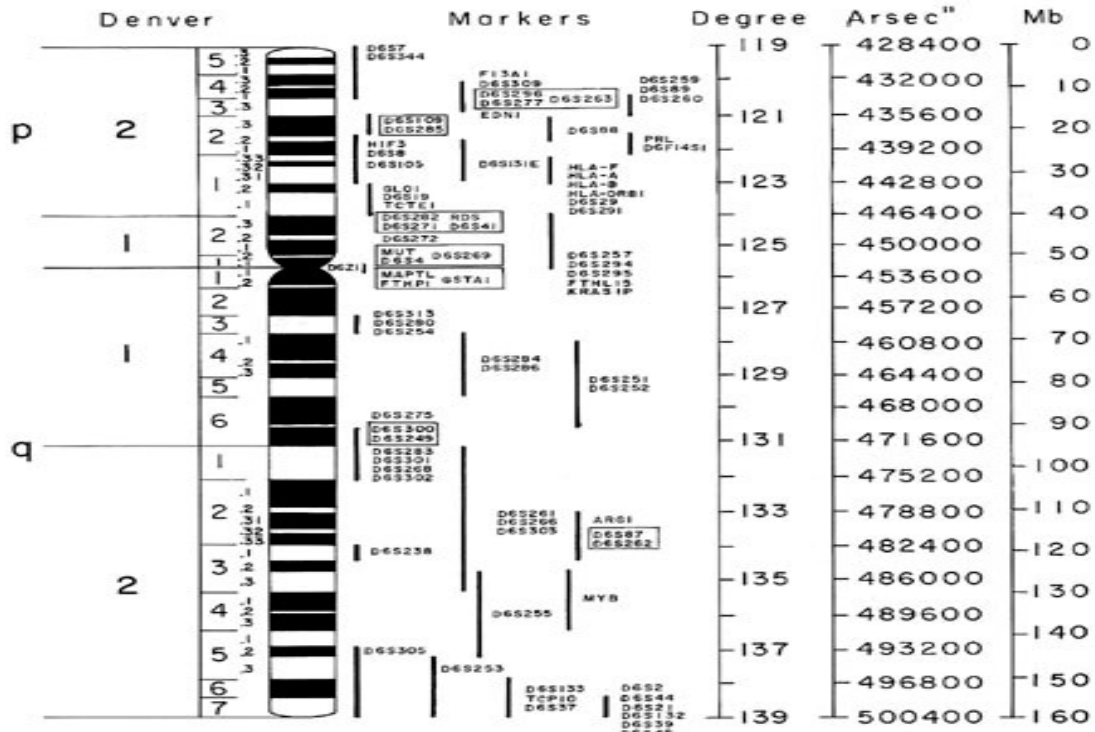 Denver Markers Degree Arsec" Mb
p
2
1
1
q
2
5
4
3
2
1
2
1
1
2
3
4
5
6
1
2
3
4
5
6
7
D6S7
D6S344
F13A1
D6S309
D6S296
D6S277 D6S263
EDN1
D6S259
D6S89
D6S260
D6S109
D6S285
D6S88
PRL
D6F14S1
H1F3
D6S8
D6S105
D6S131E
HLA-F
HLA-A
HLA-B
HLA-DRB1
D6S29
D6S291
GLO1
D6S19
TCTE1
D6S282 RDS
D6S271 D6S41
D6S272
MUT D6S269
D6S4
D6Z1
MAPTL GSTA1
FTHP1
D6S257
D6S294
D6S295
FTHL15
KRAS1P
D6S313
D6S280
D6S254
D6S284
D6S286
D6S251
D6S252
D6S275
D6S300
D6S249
D6S283
D6S301
D6S268
D6S302
D6S261
D6S266
D6S303
ARG1
D6S87
D6S262
D6S238
MYB
D6S255
D6S305
D6S253
D6S133
TCP10
D6S37
D6S2
D6S44
D6S21
D6S132
D6S39
119
121
123
125
127
129
131
133
135
137
139
428400
432000
435600
439200
442800
446400
450000
453600
457200
460800
464400
468000
471600
475200
478800
482400
486000
489600
493200
496800
500400
0
10
20
30
40
50
60
70
80
90
100
110
120
130
140
150
160